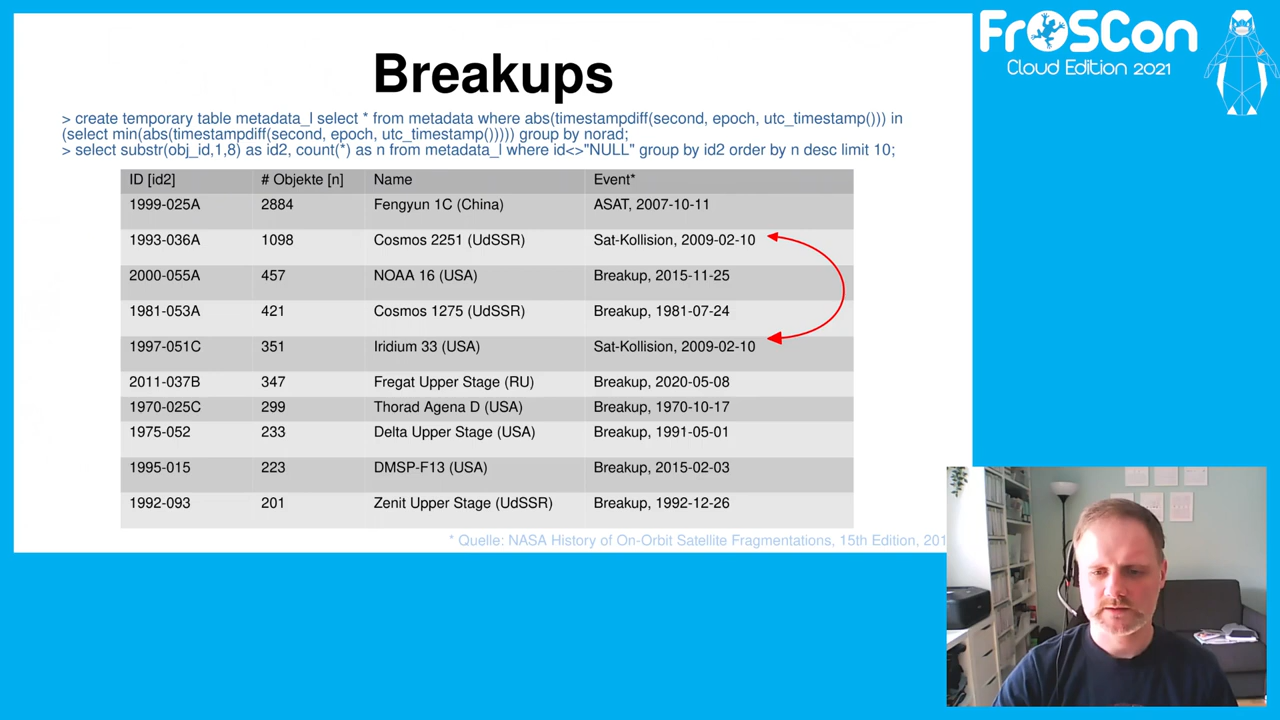 FrOSCon
Cloud Edition 2021
Breakups
> create temporary table metadata_l select * from metadata where abs(timestampdiff(second, epoch, utc_timestamp())) in
(select min(abs(timestampdiff(second, epoch, utc_timestamp()))) group by norad;
> select substr(obj_id,1,8) as id2, count(*) as n from metadata_l where id<>"NULL" group by id2 order by n desc limit 10;
ID [id2] # Objekte [n] Name Event*
1999-025A 2884 Fengyun 1C (China) ASAT, 2007-10-11
1993-036A 1098 Cosmos 2251 (UdSSR) Sat-Kollision, 2009-02-10
2000-055A 457 NOAA 16 (USA) Breakup, 2015-11-25
1981-053A 421 Cosmos 1275 (UdSSR) Breakup, 1981-07-24
1997-051C 351 Iridium 33 (USA) Sat-Kollision, 2009-02-10
2011-037B 347 Fregat Upper Stage (RU) Breakup, 2020-05-08
1970-025C 299 Thorad Agena D (USA) Breakup, 1970-10-17
1975-052 233 Delta Upper Stage (USA) Breakup, 1991-05-01
1995-015 223 DMSP-F13 (USA) Breakup, 2015-02-03
1992-093 201 Zenit Upper Stage (UdSSR) Breakup, 1992-12-26
* Quelle: NASA History of On-Orbit Satellite Fragmentations, 15th Edition, 201